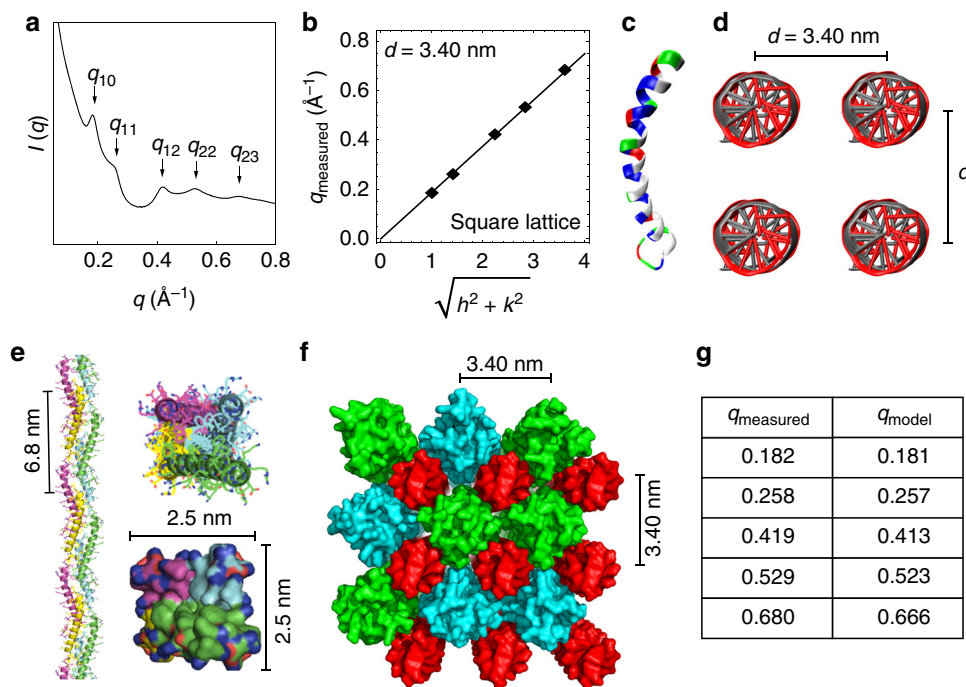 a
I (q)
q10
q11
q12
q22
q23
0.2
0.4
0.6
0.8
q (Å−1)
b
qmeasured (Å−1)
0.8
0.6
0.4
0.2
0.0
d = 3.40 nm
Square lattice
0
1
2
3
4
√h2 + k2
c
d
d = 3.40 nm
e
6.8 nm
2.5 nm
2.5 nm
f
3.40 nm
3.40 nm
g
qmeasured qmodel
0.182 0.181
0.258 0.257
0.419 0.413
0.529 0.523
0.680 0.666